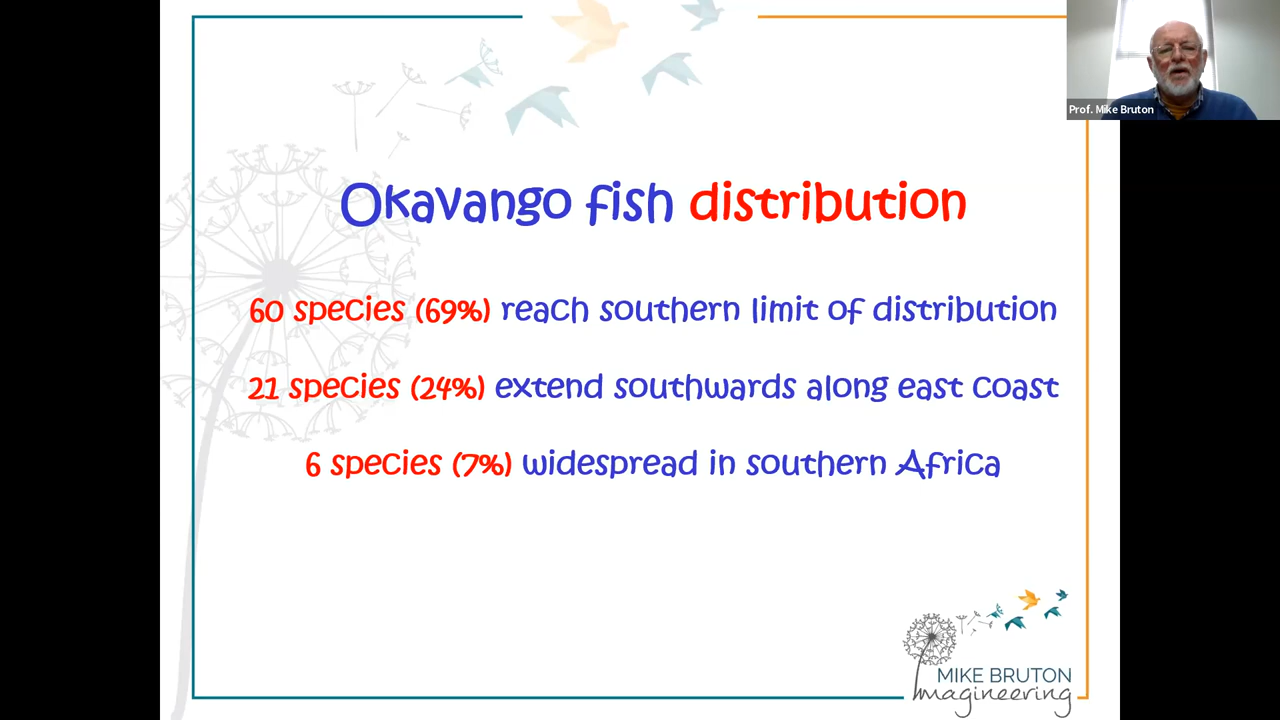 Prof. Mike Bruton
Okavango fish distribution
60 species (69%) reach southern limit of distribution
21 species (24%) extend southwards along east coast
6 species (7%) widespread in southern Africa
MIKE BRUTON
Imagineering